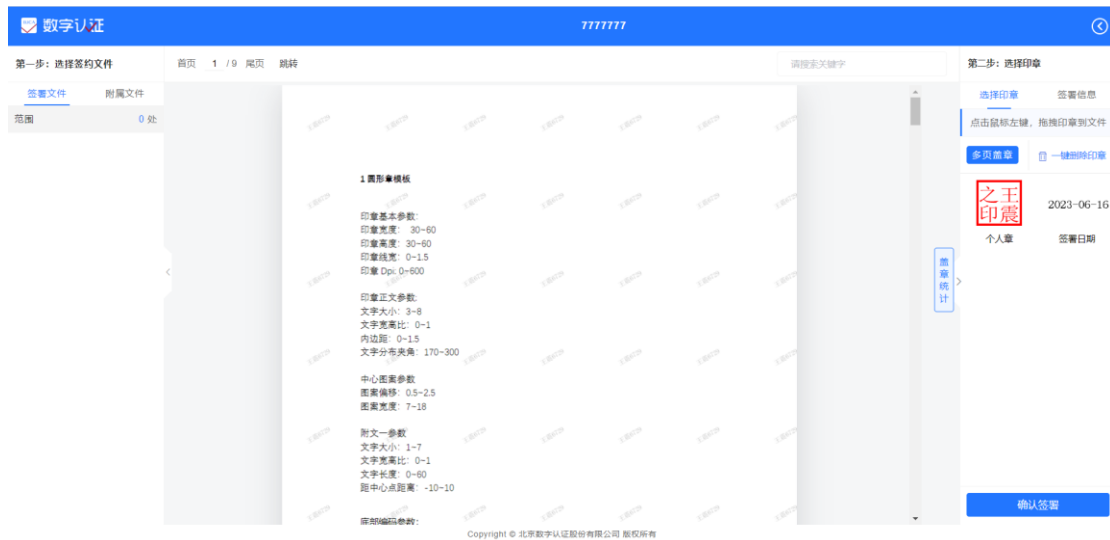 数字认证
7777777
第一步：选择签约文件
首页 1 / 9 尾页 跳转
请搜索关键字
第二步：选择印章
签署文件 附属文件
范围 0 处
选择印章 签署信息
点击鼠标左键，拖拽印章到文件
多页盖章 一键删除印章
之王
印震
2023-06-16
个人章 签署日期
盖章统计
1 圆形章模板
印章基本参数:
印章宽度： 30-60
印章高度：30-60
印章线宽：0~1.5
印章 Dpi: 0~600
印章正文参数:
文字大小：3~8
文字宽高比：0~1
内边距：0~1.5
文字分布夹角：170~300
中心图案参数
图案偏移：0.5~2.5
图案宽度：7~18
附文一参数
文字大小：1~7
文字宽高比：0~1
文字长度：0~60
距中心点距离：-10~10
底部编码参数：
确认签署
Copyright © 北京数字认证股份有限公司 版权所有